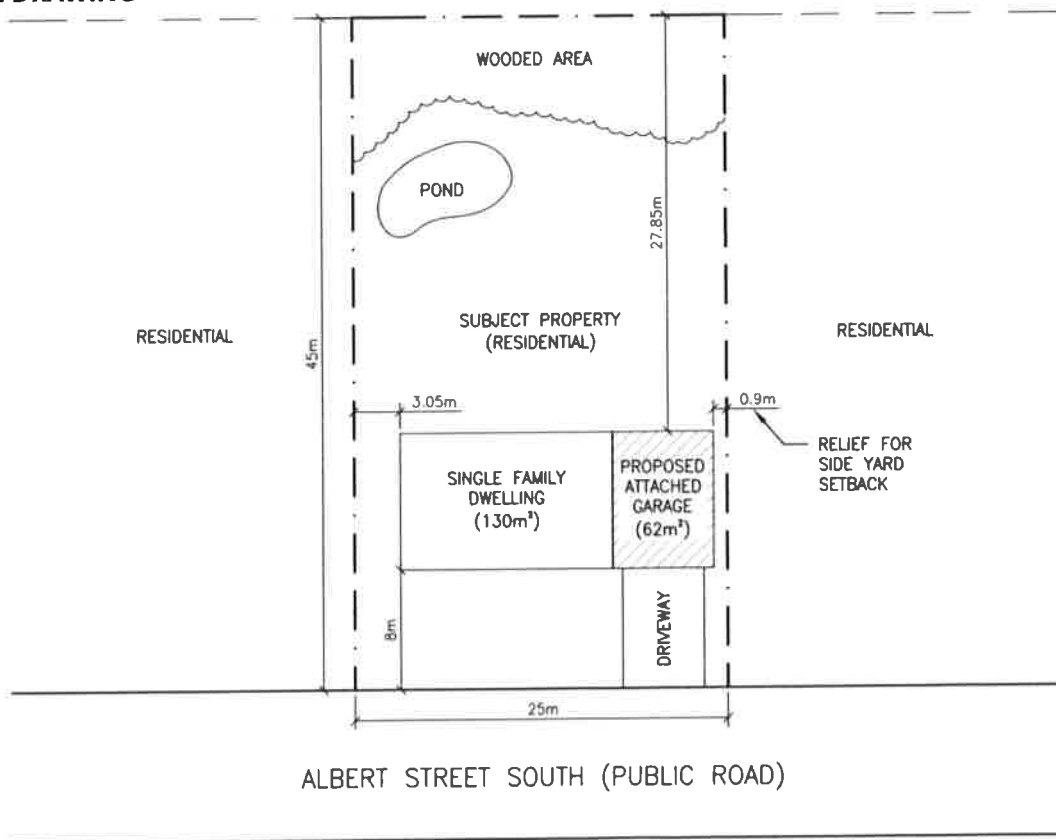 DRAWING
WOODED AREA
POND
27.85m
45m
RESIDENTIAL
SUBJECT PROPERTY
(RESIDENTIAL)
RESIDENTIAL
3.05m
0.9m
RELIEF FOR
SIDE YARD
SETBACK
SINGLE FAMILY
DWELLING
(130m²)
PROPOSED
ATTACHED
GARAGE
(62m²)
8m
DRIVEWAY
25m
ALBERT STREET SOUTH (PUBLIC ROAD)